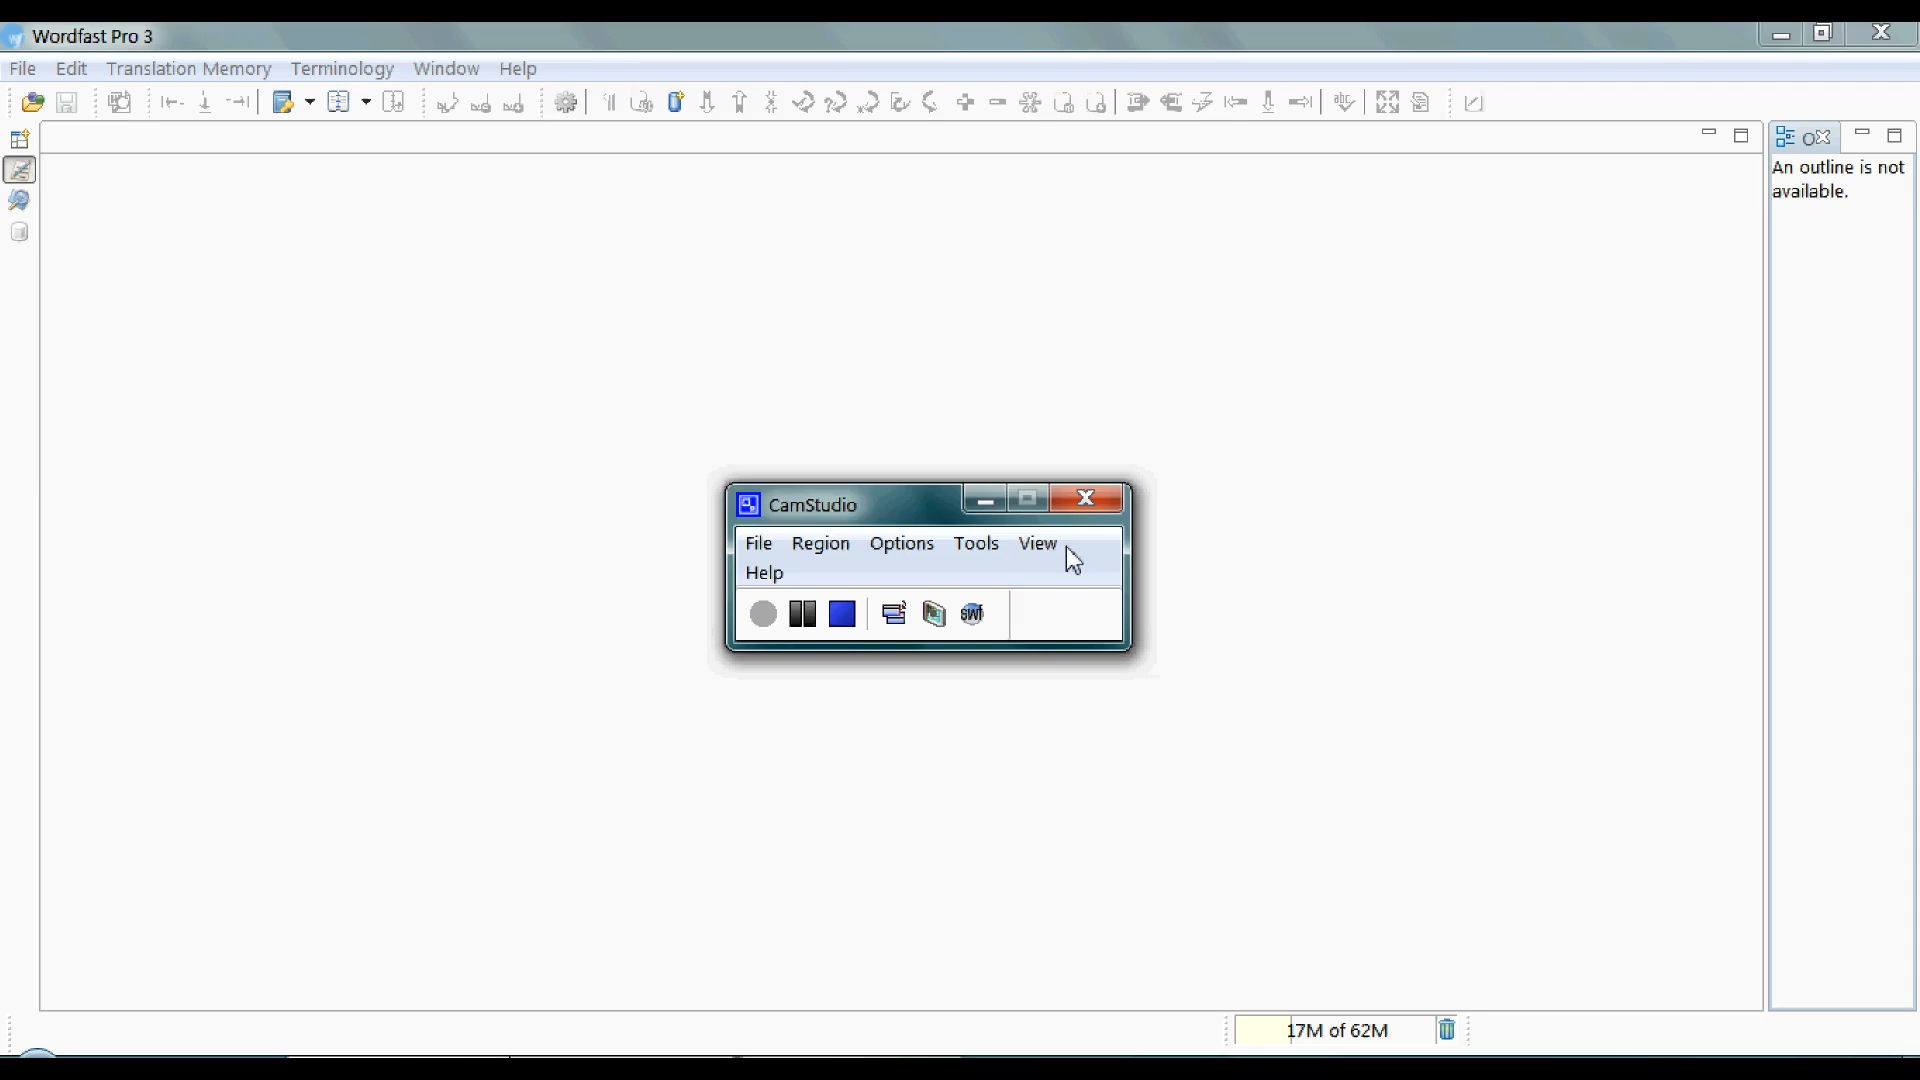 Wordfast Pro 3
File Edit Translation Memory Terminology Window Help
An outline is not
available.
CamStudio
File Region Options Tools View
Help
swf
17M of 62M